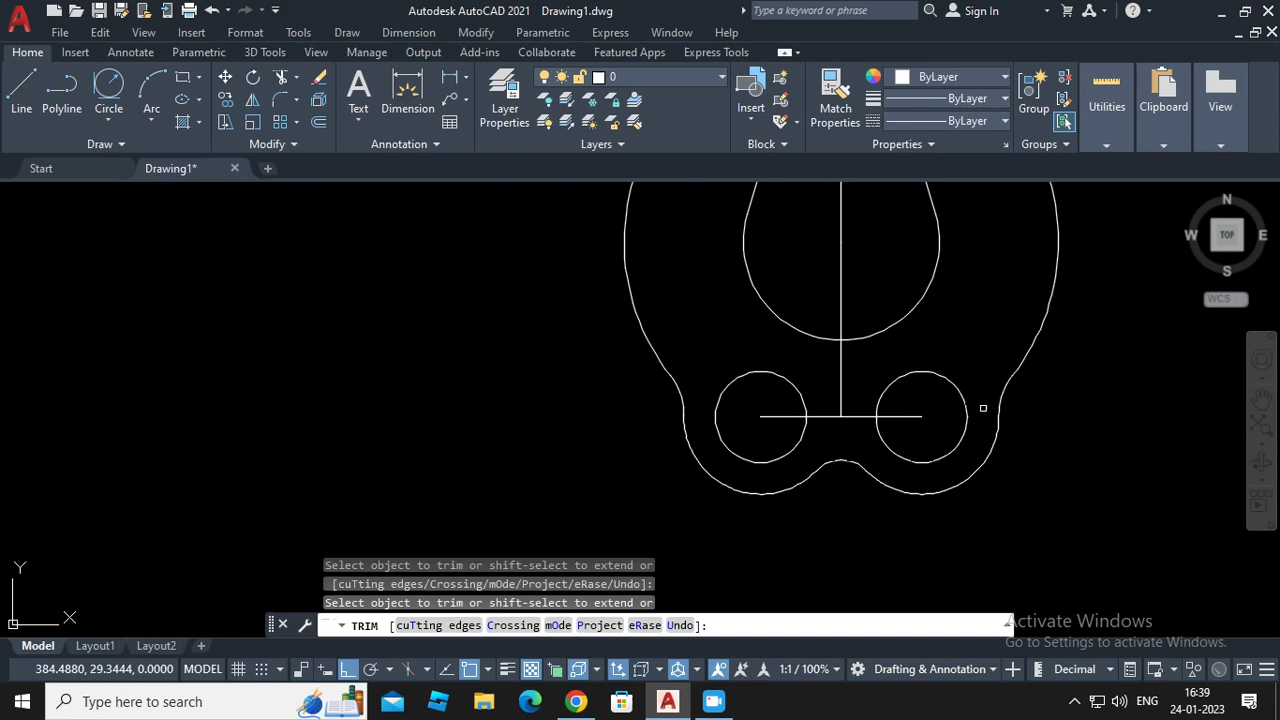 Autodesk AutoCAD 2021 Drawing1.dwg
Type a keyword or phrase
Sign In
File Edit View Insert Format Tools Draw Dimension Modify Parametric Express Window Help
Home Insert Annotate Parametric 3D Tools View Manage Output Add-ins Collaborate Featured Apps Express Tools
0
ByLayer
ByLayer
ByLayer
Line Polyline Circle Arc
Text Dimension
Layer
Properties
Insert
Match
Properties
Group
Utilities
Clipboard
View
Draw Modify Annotation Layers Block Properties Groups
Start Drawing1*
N
W TOP E
S
WCS
Select object to trim or shift-select to extend or
[cuTting edges/Crossing/mOde/Project/eRase/Undo]:
Select object to trim or shift-select to extend or
TRIM [cuTting edges Crossing mOde Project eRase Undo]:
Y
X
Activate Windows
Go to Settings to activate Windows.
Model Layout1 Layout2 +
384.4880, 29.3444, 0.0000 MODEL 1:1 / 100% Drafting & Annotation Decimal
Type here to search
ENG
16:39
24-01-2023